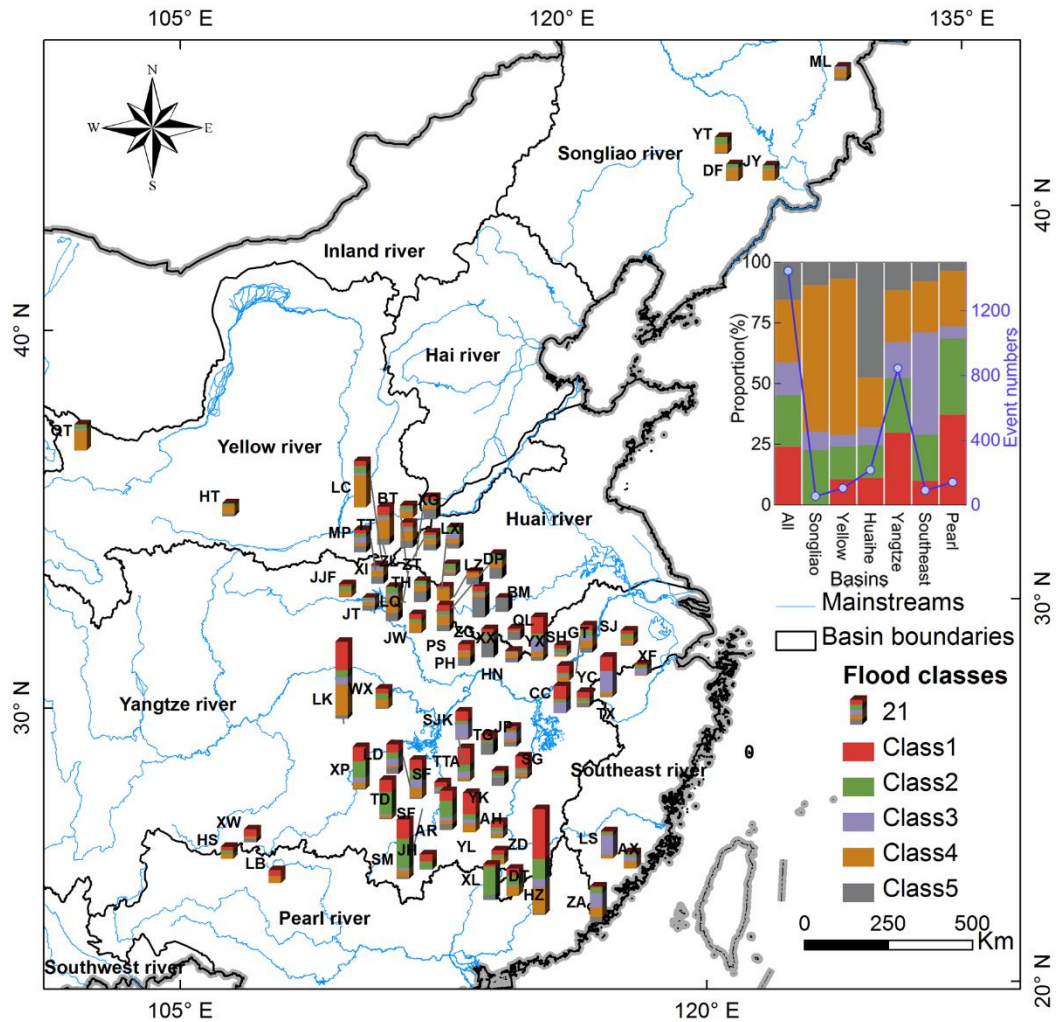 105° E 120° E 135° E
N
W E
S
ML
YT
Songliao river
DF JY
40° N
Inland river
40° N
Hai river
Proportion(%)
100
75
50
25
0
Event numbers
1200
800
400
0
All
Songliao
Yellow
Huaihe
Yangtze
Southeast
Pearl
Basins
QT
Yellow river
HT
LC
BT
XG
Huai river
MP
TT
LX
ZL
ZT
DP
XI
LZ
JJF
TH
BM
JT
LQ
30° N
Mainstreams
JW
PS
ZG
XX
QL
YX
SH
GT
SJ
Basin boundaries
PH
HN
XF
YC
Flood classes
21
Class1
Class2
Class3
Class4
Class5
Yangtze river
LK
WX
CC
TX
30° N
SJK
TG
JP
XP
LD
SF
TTA
SG
Southeast river
TD
SF
YK
AR
AH
XW
HS
JH
YL
ZD
LS
AX
LB
SM
XL
DT
HZ
ZA
Pearl river
0 250 500
Km
Southwest river
20° N
105° E 120° E